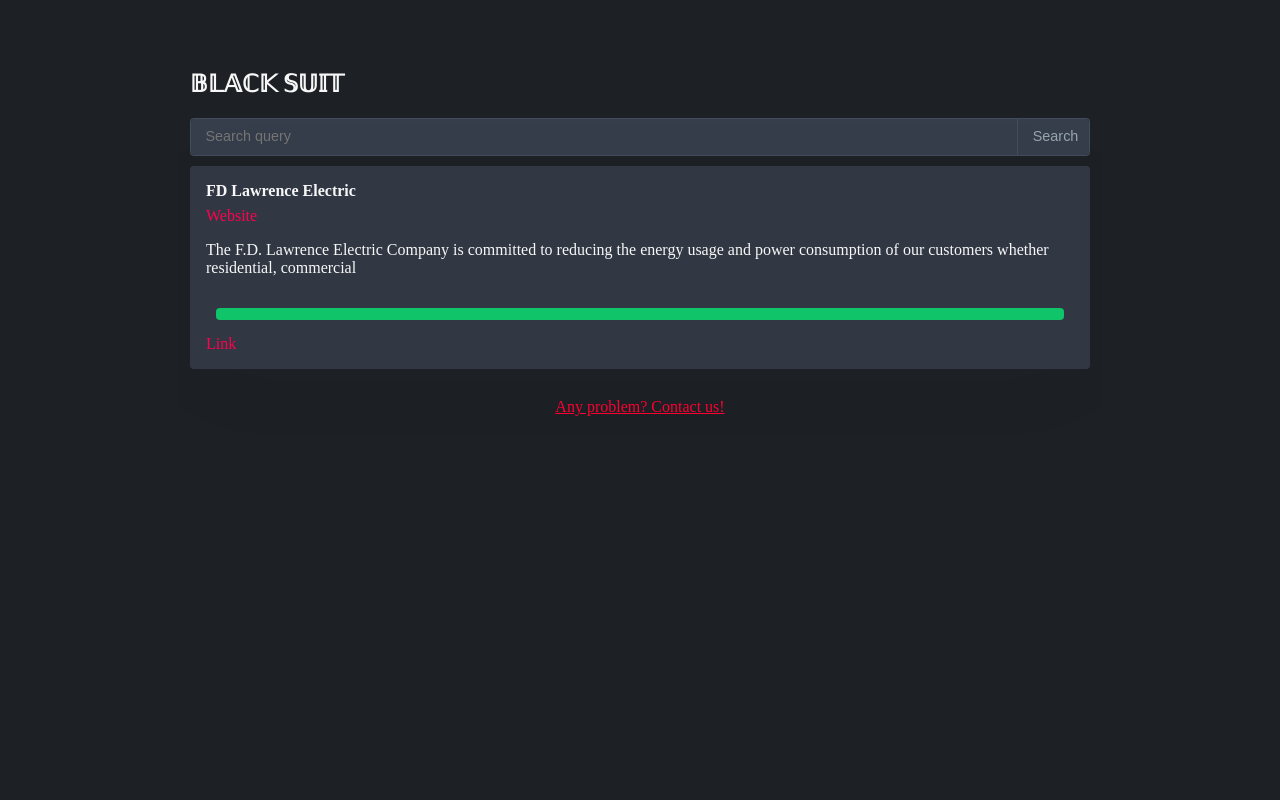 𝔹𝕃𝔸ℂ𝕂 𝕊𝕌𝕀𝕋
Search query
Search
FD Lawrence Electric
Website
The F.D. Lawrence Electric Company is committed to reducing the energy usage and power consumption of our customers whether
residential, commercial
Link
Any problem? Contact us!